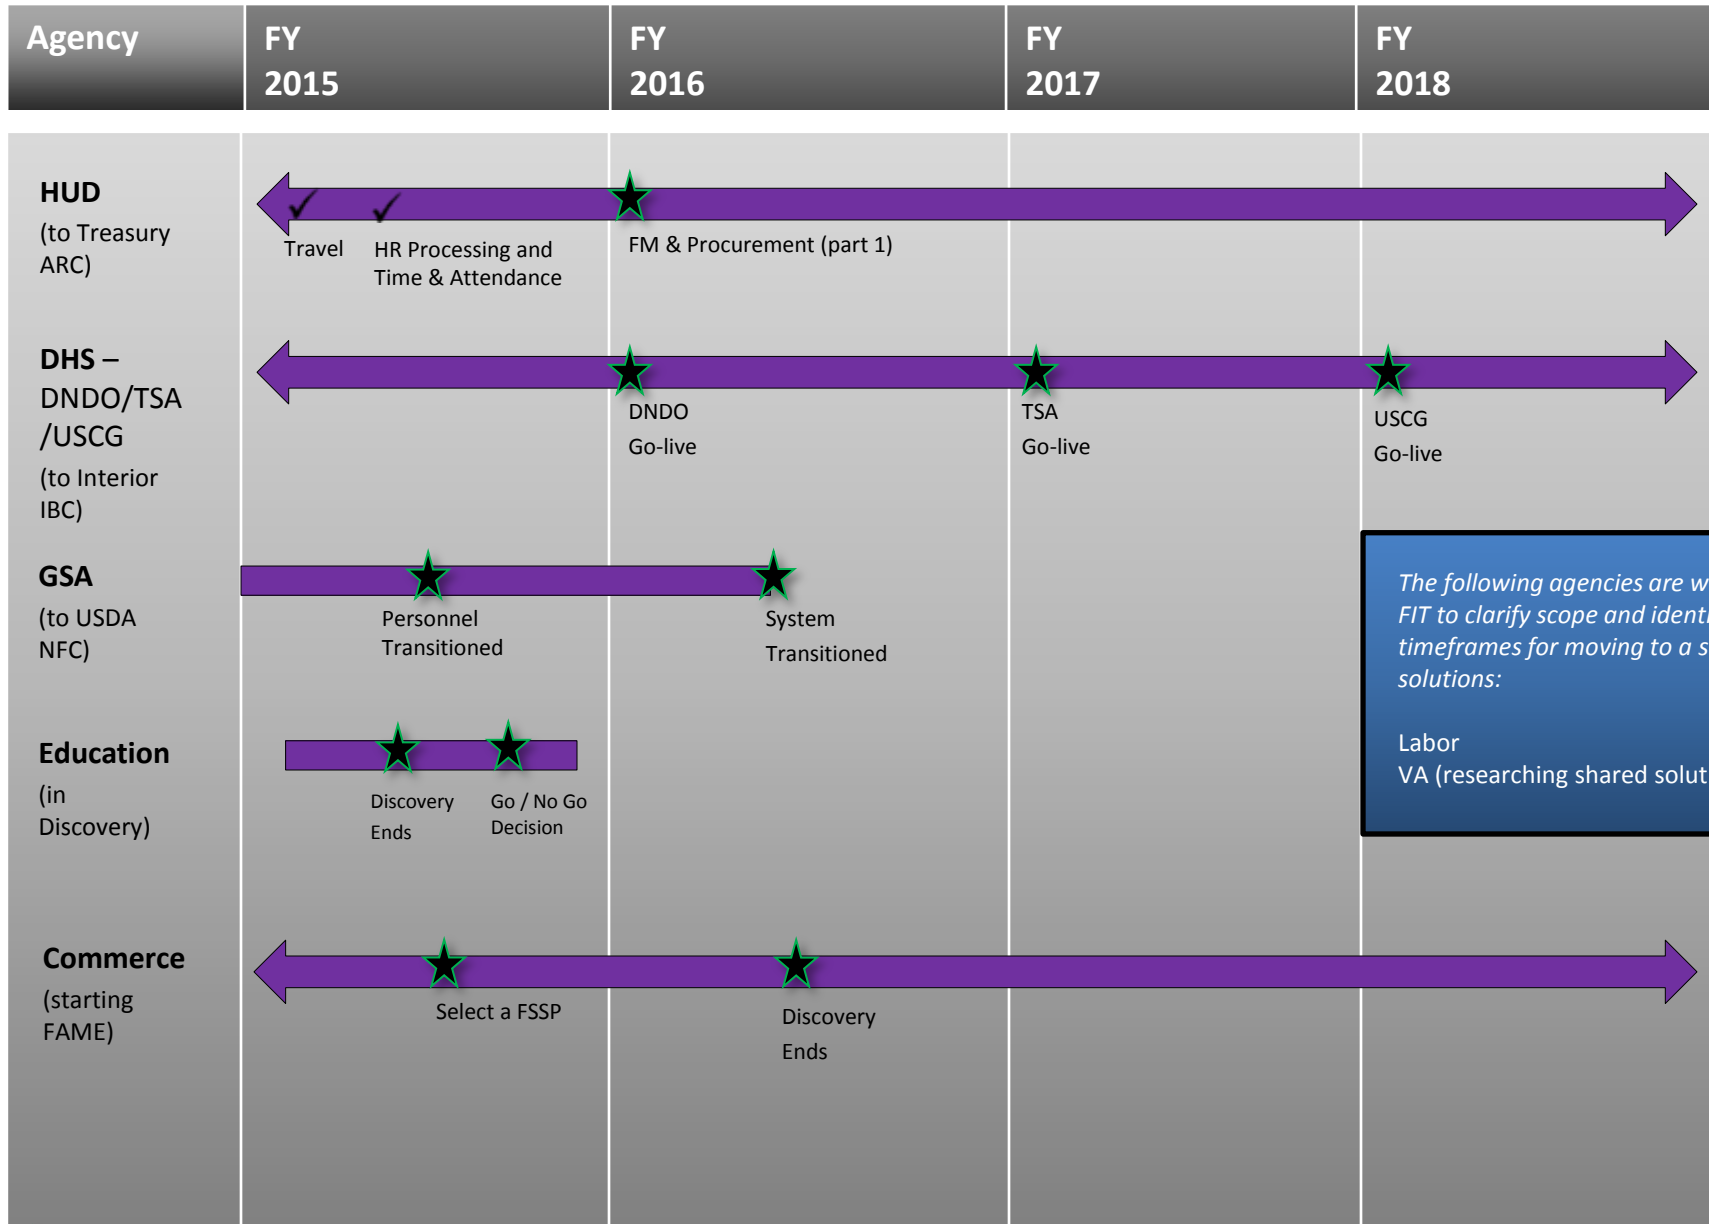 Agency
FY
2015
FY
2016
FY
2017
FY
2018
HUD
(to Treasury
ARC)
Travel
HR Processing and
Time & Attendance
FM & Procurement (part 1)
DHS –
DNDO/TSA
/USCG
(to Interior
IBC)
DNDO
Go-live
TSA
Go-live
USCG
Go-live
GSA
(to USDA
NFC)
Personnel
Transitioned
System
Transitioned
The following agencies are
FIT to clarify scope and
timeframes for moving to a
solutions:
Labor
VA (researching shared
Education
(in
Discovery)
Discovery
Ends
Go / No Go
Decision
Commerce
(starting
FAME)
Select a FSSP
Discovery
Ends